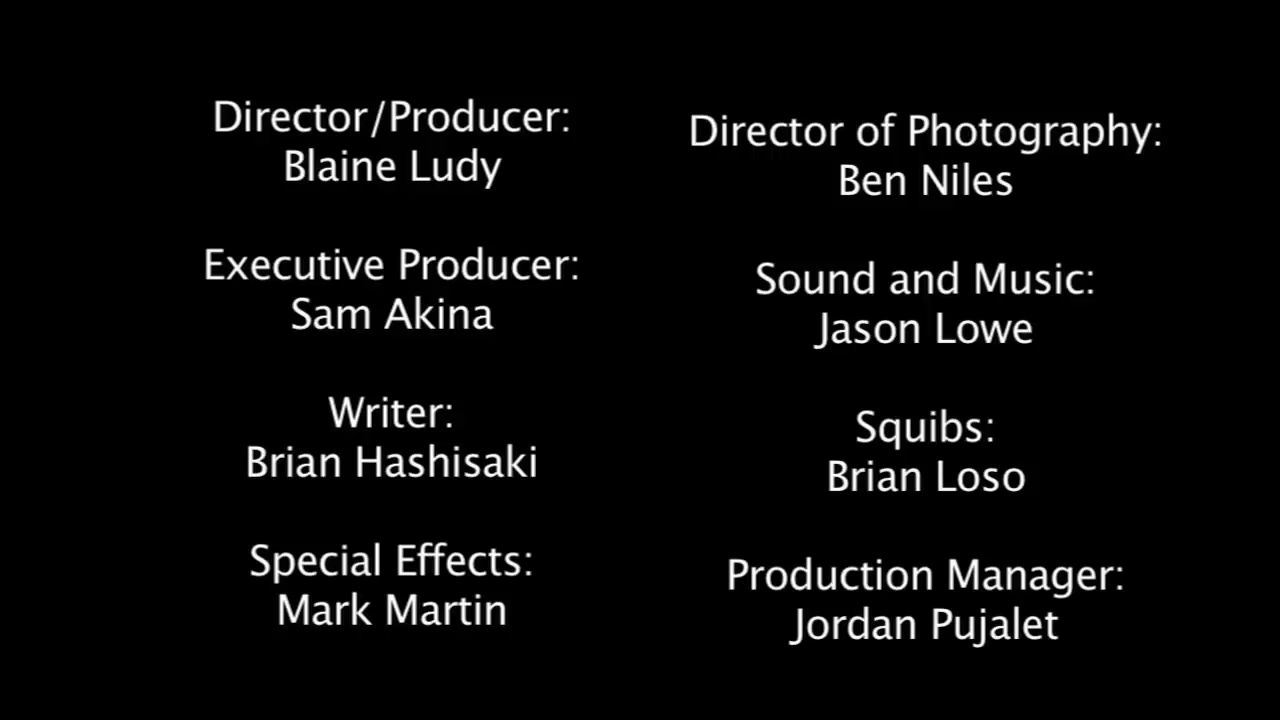 Director/Producer:
Blaine Ludy
Executive Producer:
Sam Akina
Writer:
Brian Hashisaki
Special Effects:
Mark Martin
Director of Photography:
Ben Niles
Sound and Music:
Jason Lowe
Squibs:
Brian Loso
Production Manager:
Jordan Pujalet